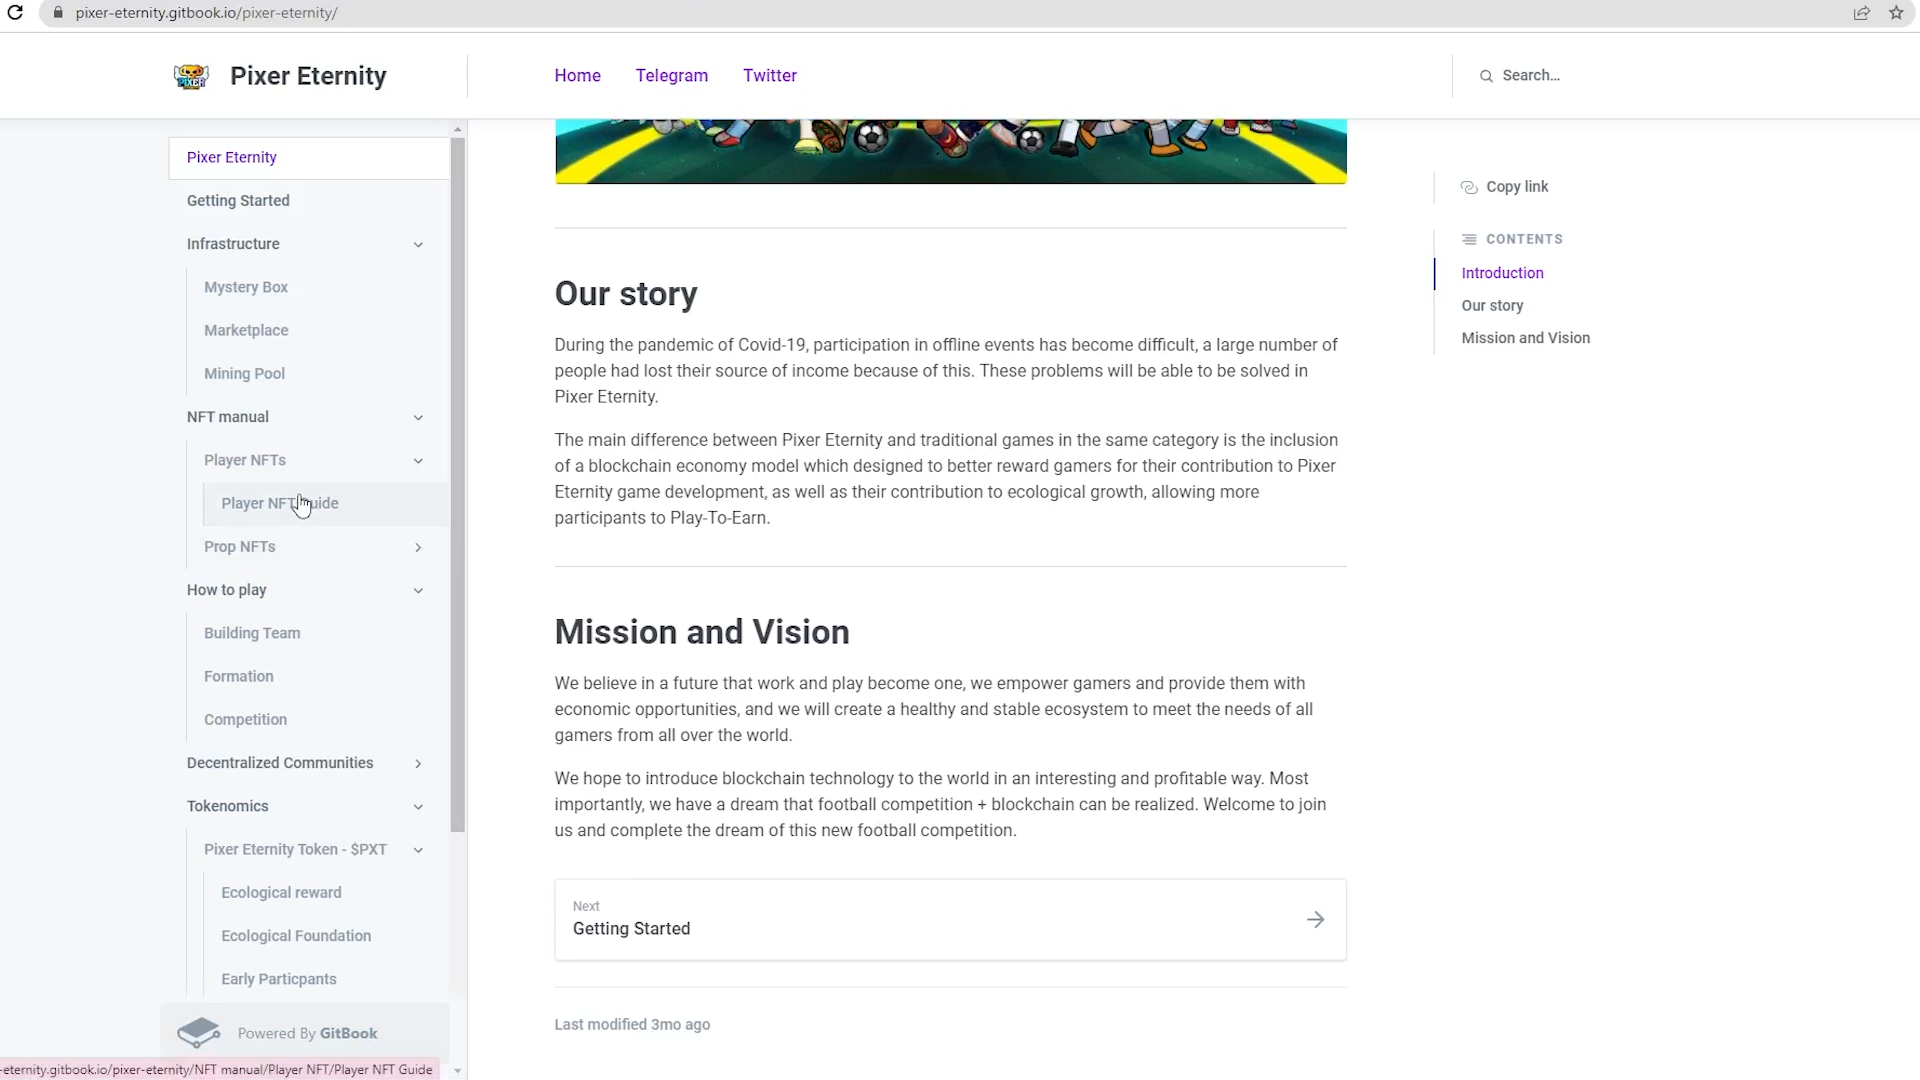 pixer-eternity.gitbook.io/pixer-eternity/
PIXER
Pixer Eternity
Home
Telegram
Twitter
Search...
Pixer Eternity
Getting Started
Infrastructure
Mystery Box
Marketplace
Mining Pool
NFT manual
Player NFTs
Player NFT Guide
Prop NFTs
How to play
Building Team
Formation
Competition
Decentralized Communities
Tokenomics
Pixer Eternity Token - $PXT
Ecological reward
Ecological Foundation
Early Particpants
Powered By GitBook
-eternity.gitbook.io/pixer-eternity/NFT manual/Player NFT/Player NFT Guide
Our story
During the pandemic of Covid-19, participation in offline events has become difficult, a large number of
people had lost their source of income because of this. These problems will be able to be solved in
Pixer Eternity.
The main difference between Pixer Eternity and traditional games in the same category is the inclusion
of a blockchain economy model which designed to better reward gamers for their contribution to Pixer
Eternity game development, as well as their contribution to ecological growth, allowing more
participants to Play-To-Earn.
Mission and Vision
We believe in a future that work and play become one, we empower gamers and provide them with
economic opportunities, and we will create a healthy and stable ecosystem to meet the needs of all
gamers from all over the world.
We hope to introduce blockchain technology to the world in an interesting and profitable way. Most
importantly, we have a dream that football competition + blockchain can be realized. Welcome to join
us and complete the dream of this new football competition.
Next
Getting Started
Last modified 3mo ago
Copy link
CONTENTS
Introduction
Our story
Mission and Vision